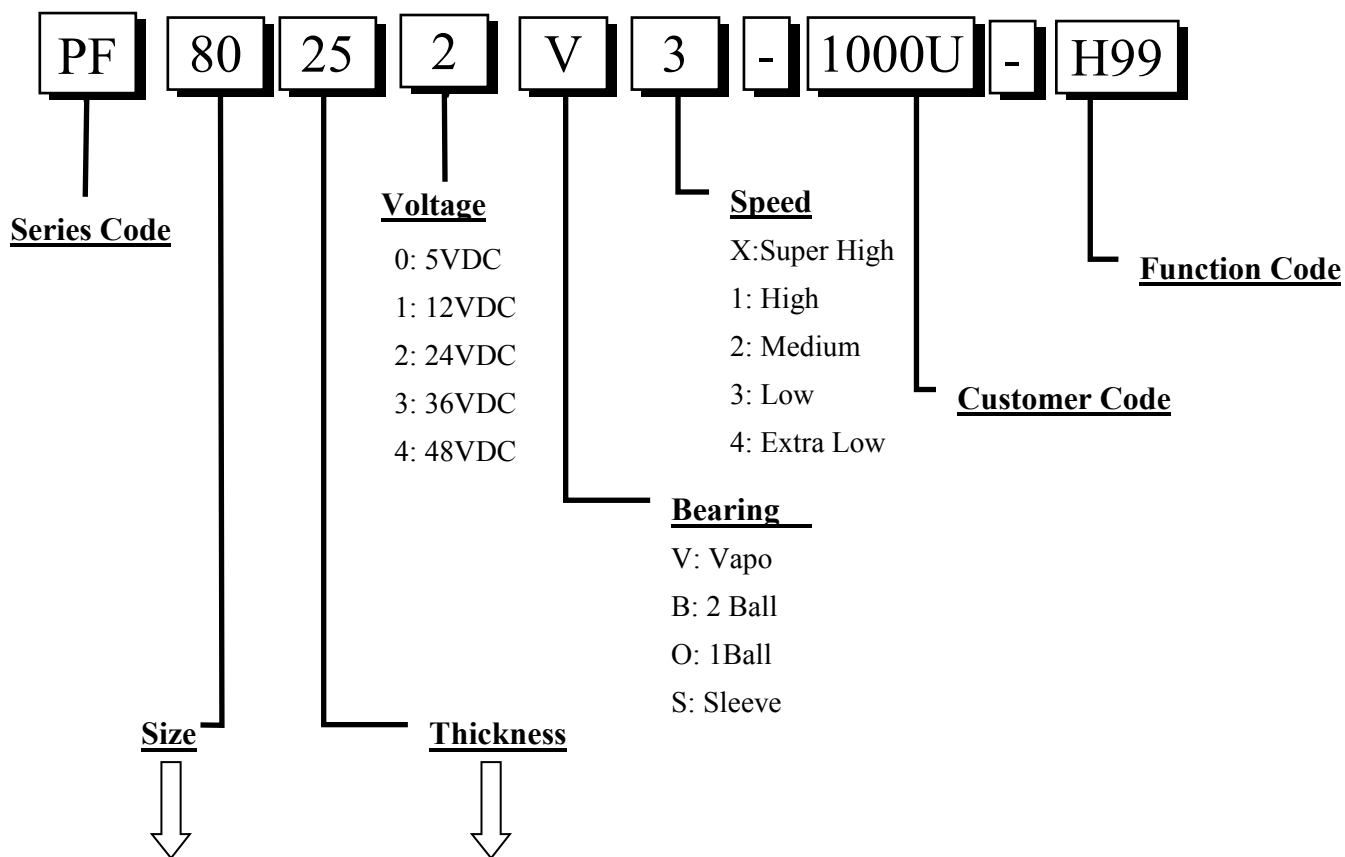 PF 80 25 2 V 3 - 1000U - H99
Series Code
Voltage
0: 5VDC
1: 12VDC
2: 24VDC
3: 36VDC
4: 48VDC
Speed
X:Super High
1: High
2: Medium
3: Low
4: Extra Low
Function Code
Customer Code
Bearing
V: Vapo
B: 2 Ball
O: 1Ball
S: Sleeve
Size
Thickness